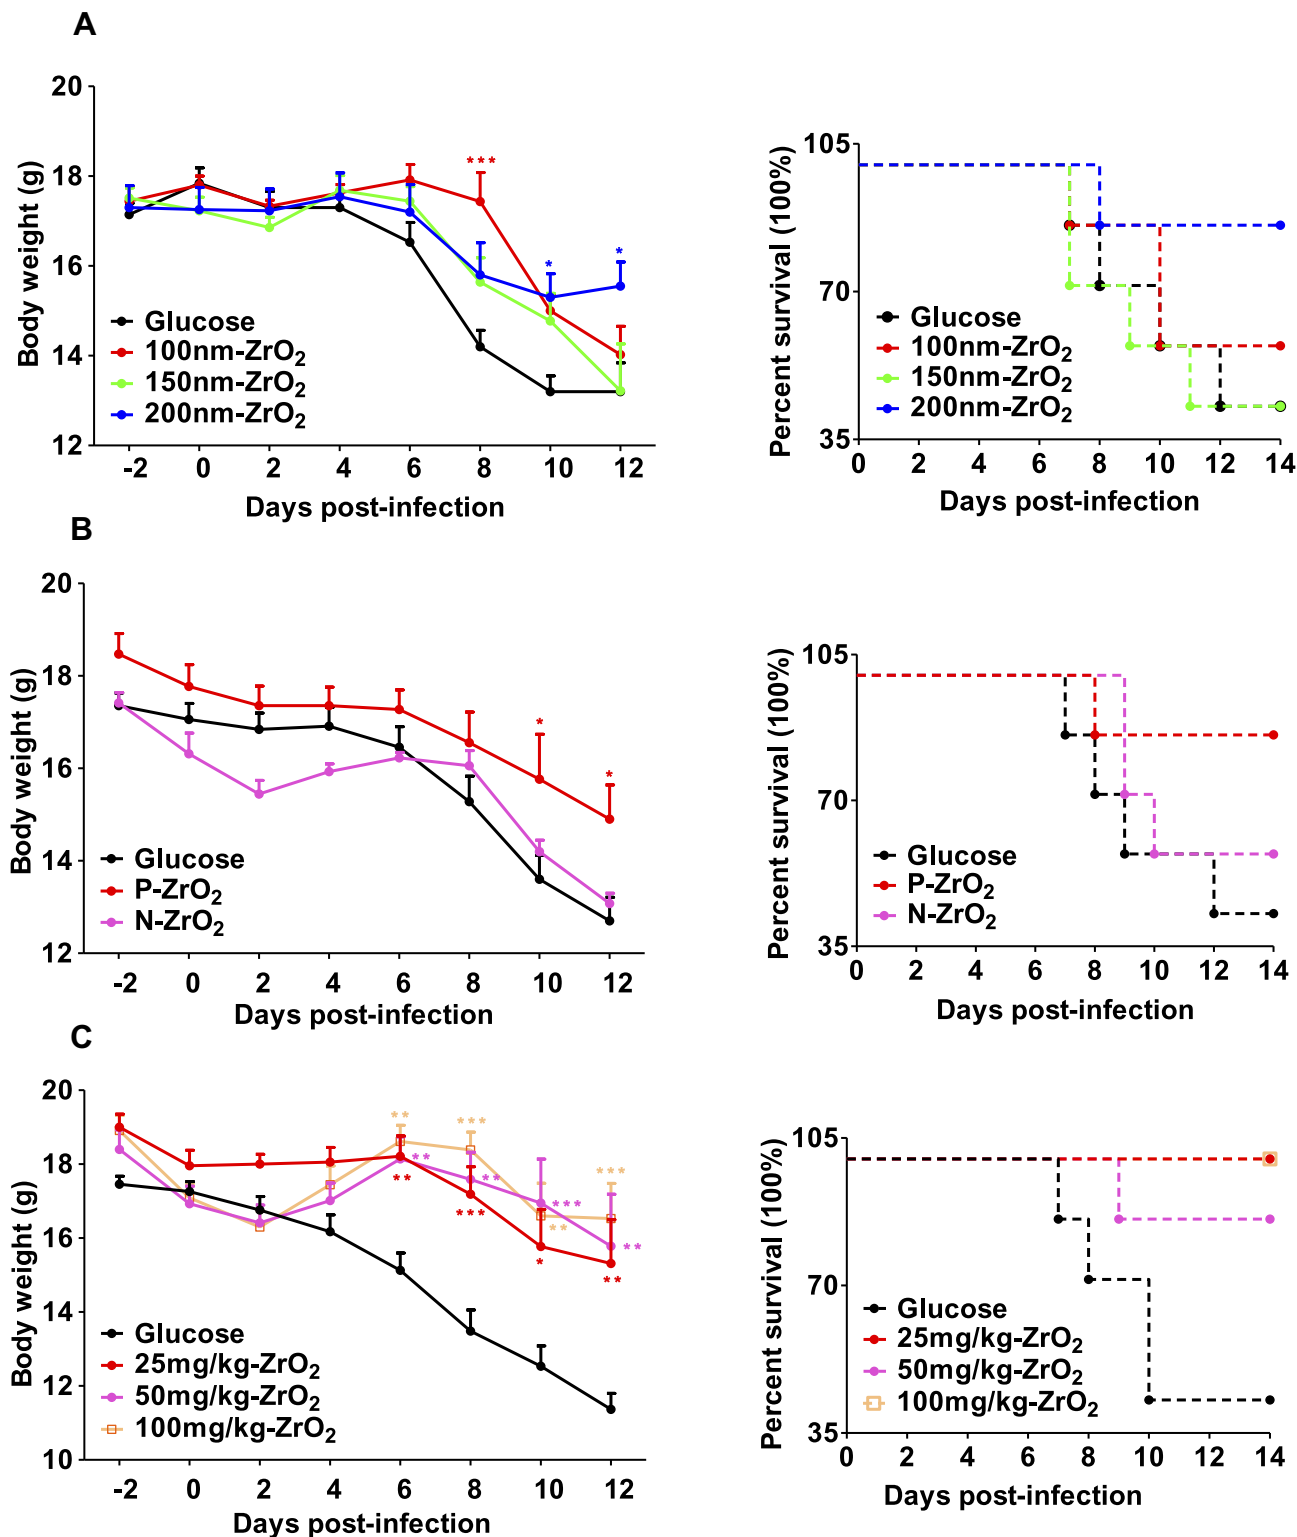 A
Body weight (g)
20
18
16
14
12
***
*
*
Glucose
100nm-ZrO₂
150nm-ZrO₂
200nm-ZrO₂
-2 0 2 4 6 8 10 12
Days post-infection
Percent survival (100%)
105
70
35
Glucose
100nm-ZrO₂
150nm-ZrO₂
200nm-ZrO₂
0 2 4 6 8 10 12 14
Days post-infection
B
Body weight (g)
20
18
16
14
12
*
*
Glucose
P-ZrO₂
N-ZrO₂
-2 0 2 4 6 8 10 12
Days post-infection
Percent survival (100%)
105
70
35
Glucose
P-ZrO₂
N-ZrO₂
0 2 4 6 8 10 12 14
Days post-infection
C
Body weight (g)
20
18
16
14
12
10
** *** ***
** ** *** **
** *** ** * **
Glucose
25mg/kg-ZrO₂
50mg/kg-ZrO₂
100mg/kg-ZrO₂
-2 0 2 4 6 8 10 12
Days post-infection
Percent survival (100%)
105
70
35
Glucose
25mg/kg-ZrO₂
50mg/kg-ZrO₂
100mg/kg-ZrO₂
0 2 4 6 8 10 12 14
Days post-infection